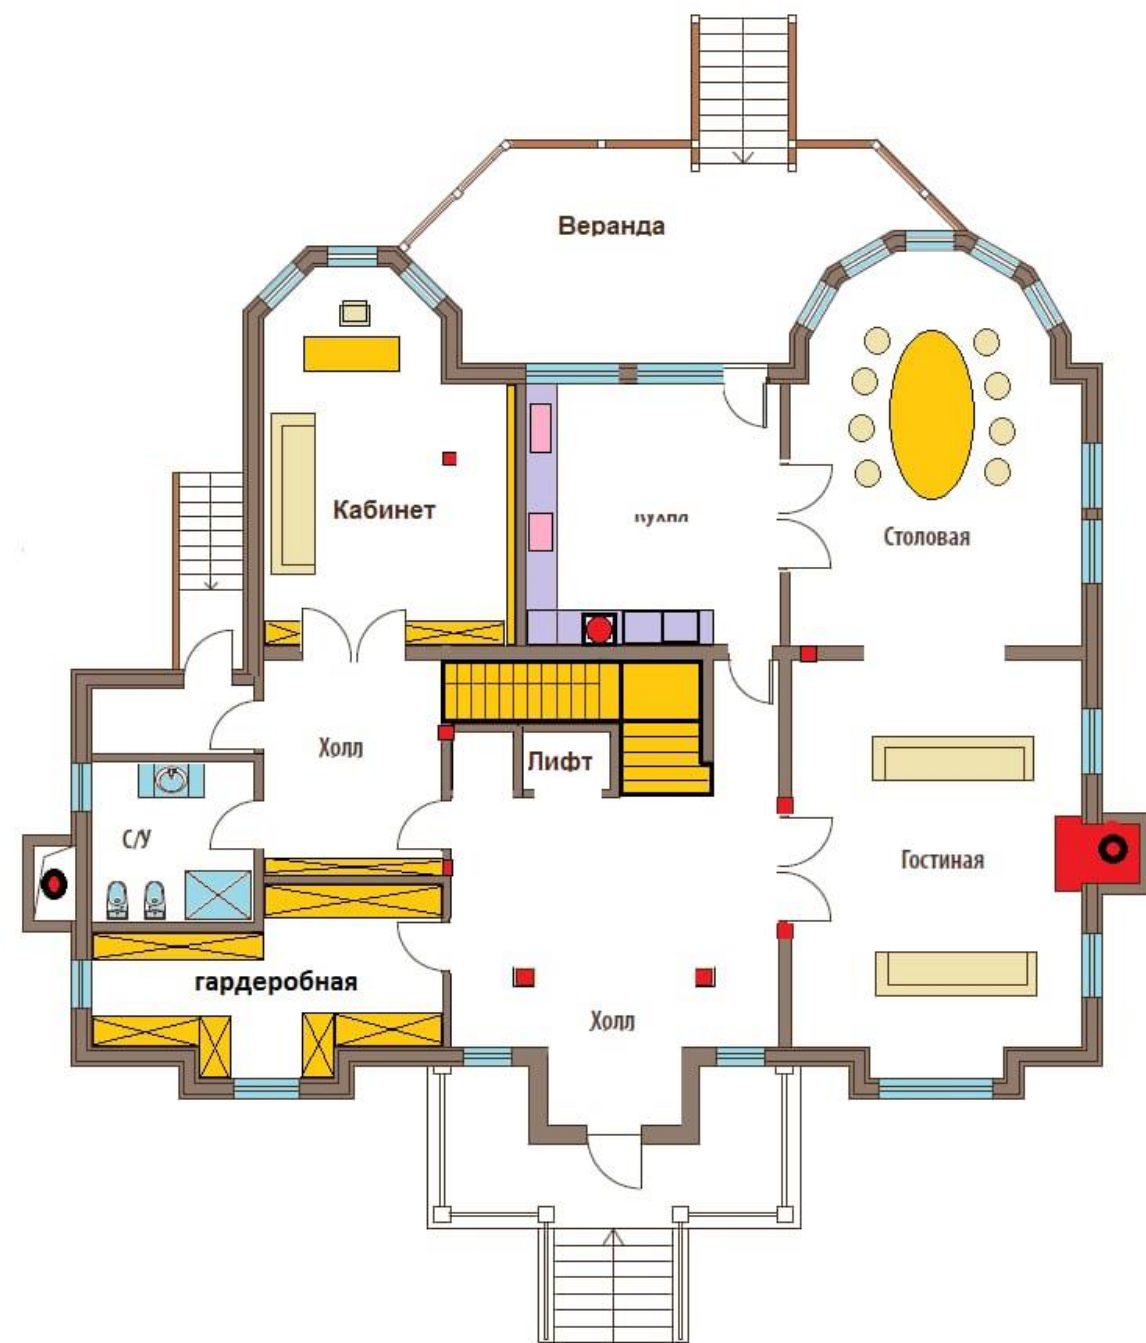 Веранда
Кабинет
Столовая
Холл
Лифт
С/У
Гостиная
гардеробная
Холл